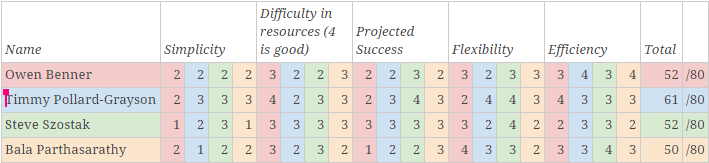 Name Simplicity Difficulty in resources (4 is good) Projected Success Flexibility Efficiency Total
Owen Benner 2 2 2 2 3 2 2 3 2 2 3 2 3 2 3 3 3 4 3 4 52 /80
Timmy Pollard-Grayson 2 3 3 3 4 2 3 3 2 3 4 3 2 4 4 3 4 3 3 3 61 /80
Steve Szostak 1 2 3 1 3 3 3 3 2 3 3 3 3 2 4 2 2 3 3 2 52 /80
Bala Parthasarathy 2 1 2 2 3 2 3 2 1 2 2 3 4 3 3 2 3 3 4 3 50 /80